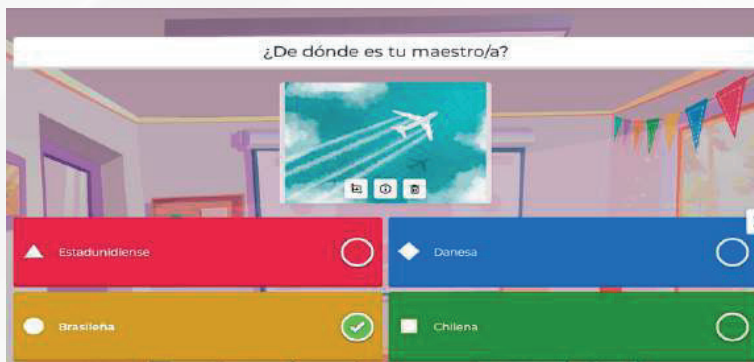 ¿De dónde es tu maestro/a?
Estadunidiense
Danesa
Brasileña
Chilena